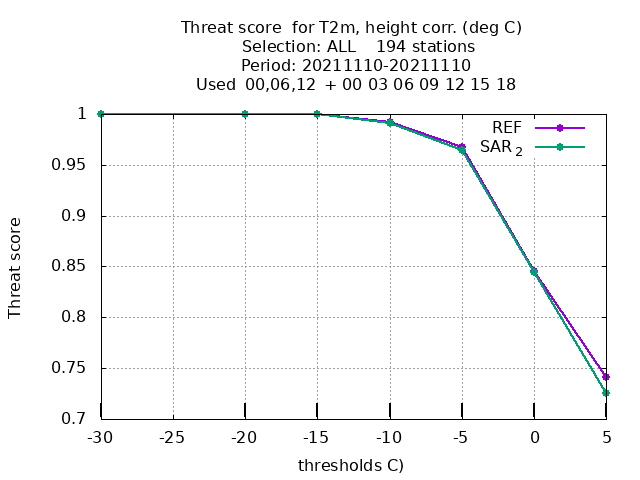 Threat score  for T2m, height corr. (deg C)
Selection: ALL    194 stations
Period: 20211110-20211110
Used  00,06,12  + 00 03 06 09 12 15 18
REF
SAR 2
1
0.95
0.9
0.85
0.8
0.75
0.7
Threat score
-30 -25 -20 -15 -10 -5 0 5
thresholds C)